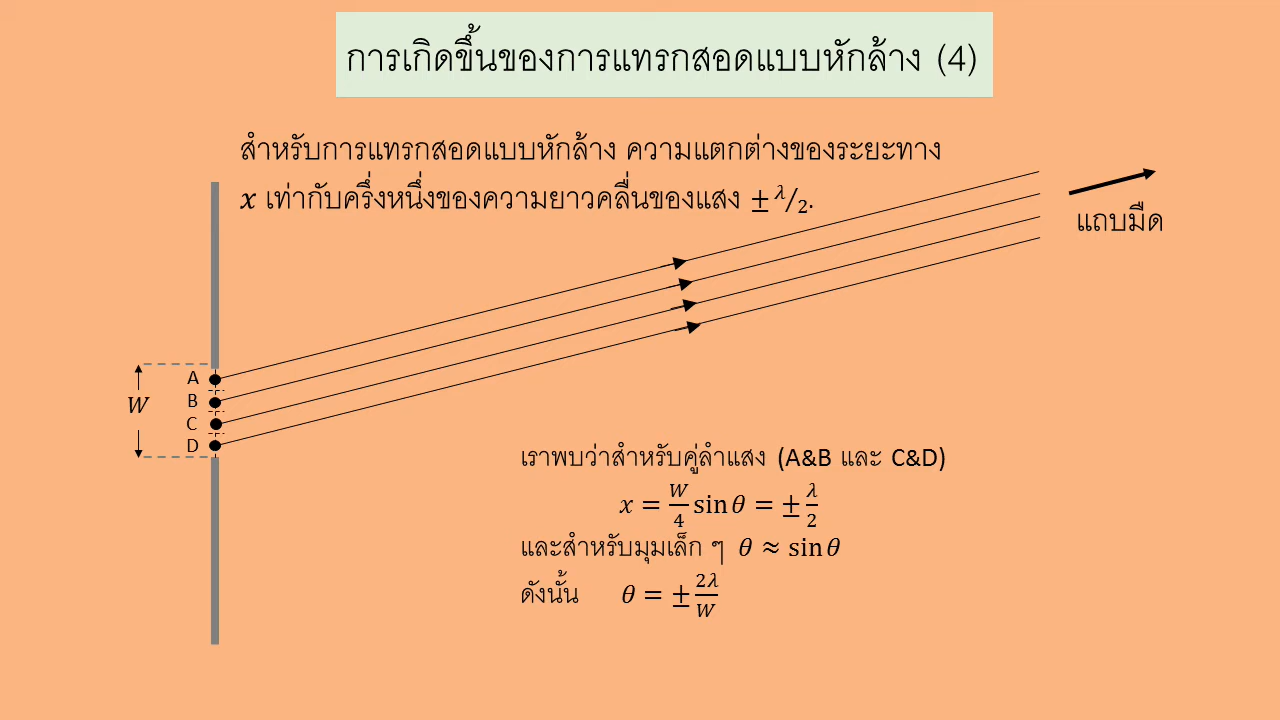 การเกิดขึ้นของการแทรกสอดแบบหักล้าง (4)
สำหรับการแทรกสอดแบบหักล้าง ความแตกต่างของระยะทาง
x เท่ากับครึ่งหนึ่งของความยาวคลื่นของแสง ± λ/2.
แถบมืด
A
B
W
C
D
เราพบว่าสำหรับคู่ลำแสง (A&B และ C&D)
x = W/4 sin θ = ± λ/2
และสำหรับมุมเล็ก ๆ θ ≈ sin θ
ดังนั้น θ = ± 2λ/W